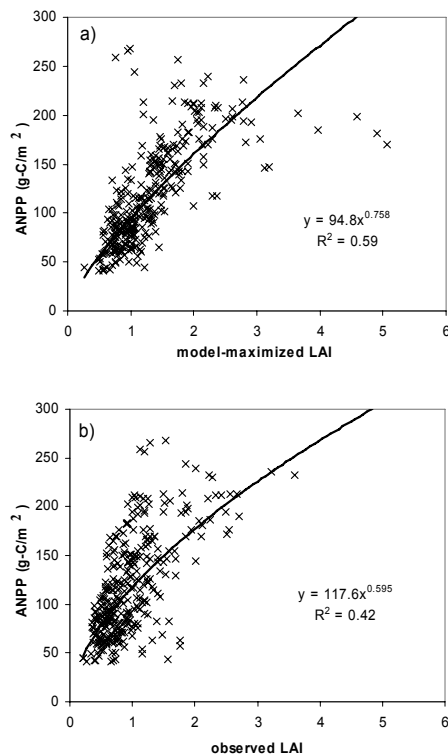 a)
300
250
200
150
100
50
0
ANPP (g-C/m²)
y = 94.8x^0.758
R² = 0.59
0 1 2 3 4 5 6
model-maximized LAI
b)
300
250
200
150
100
50
0
ANPP (g-C/m²)
y = 117.6x^0.595
R² = 0.42
0 1 2 3 4 5 6
observed LAI